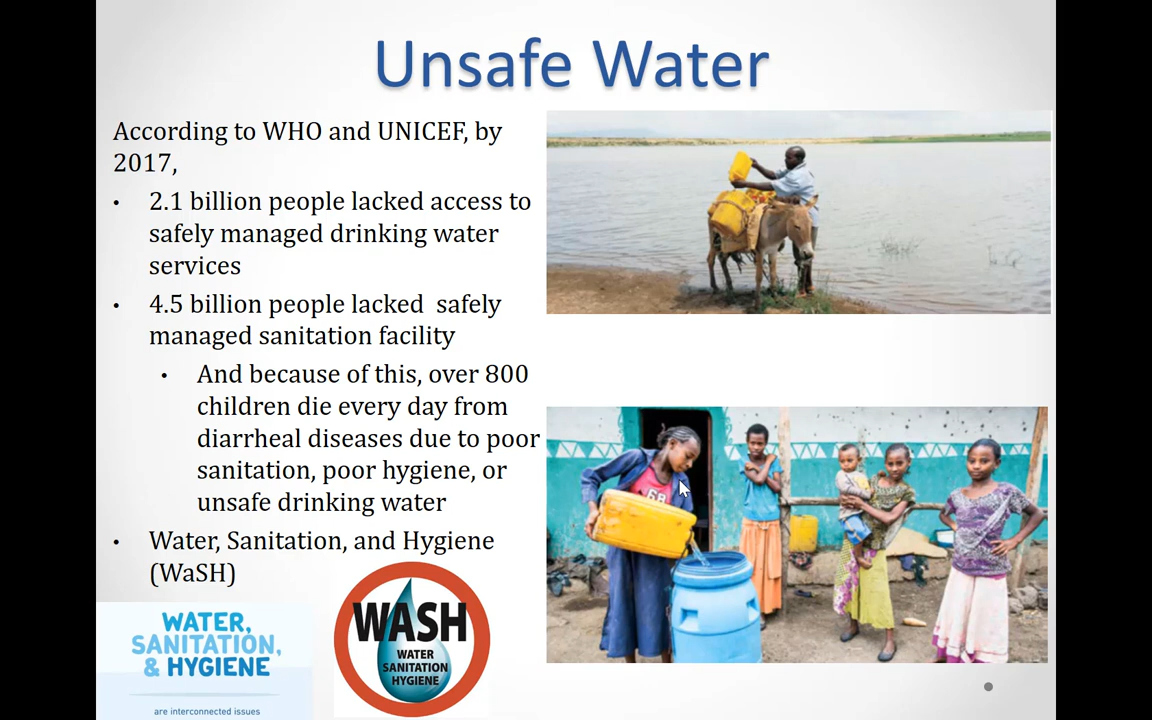 Unsafe Water
According to WHO and UNICEF, by
2017,
• 2.1 billion people lacked access to
safely managed drinking water
services
• 4.5 billion people lacked  safely
managed sanitation facility
• And because of this, over 800
children die every day from
diarrheal diseases due to poor
sanitation, poor hygiene, or
unsafe drinking water
• Water, Sanitation, and Hygiene
(WaSH)
WATER,
SANITATION,
& HYGIENE
are interconnected issues
WASH
WATER
SANITATION
HYGIENE
68